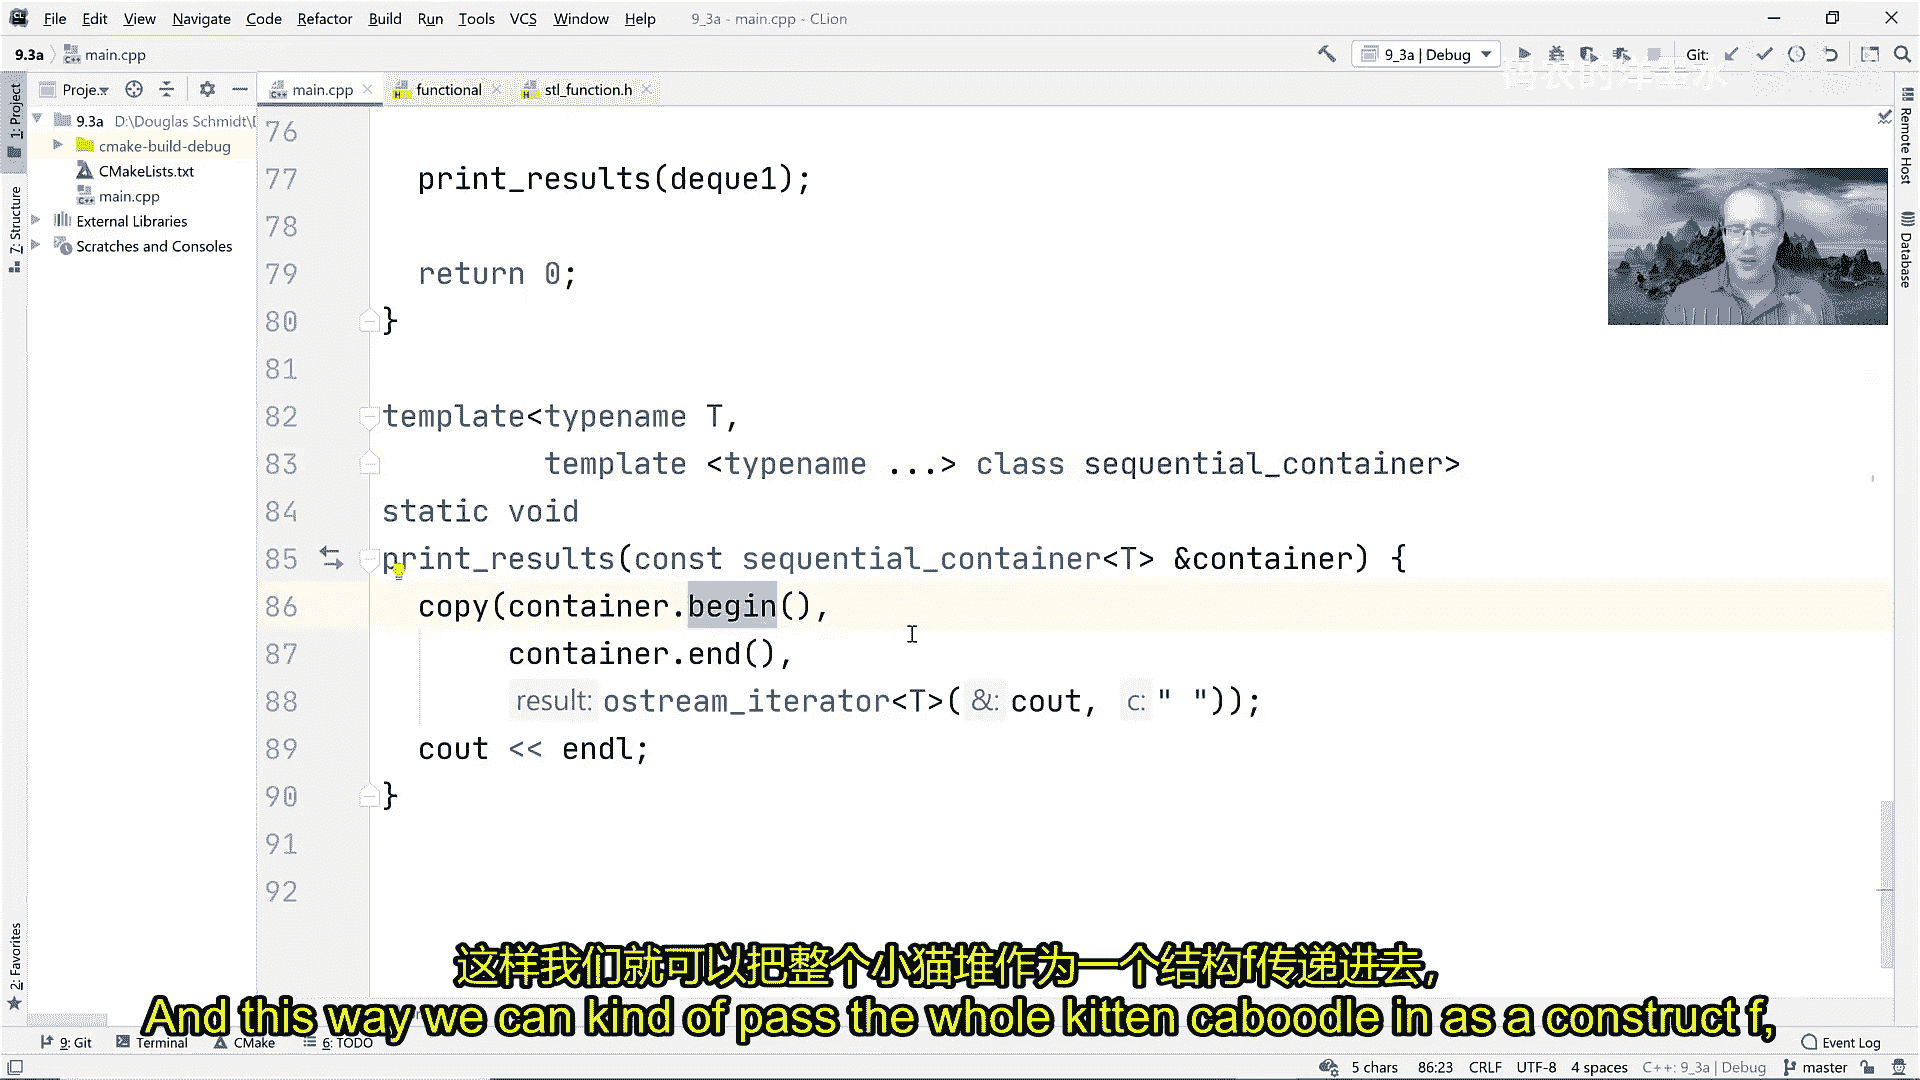 File Edit View Navigate Code Refactor Build Run Tools VCS Window Help 9_3a - main.cpp - CLion
9.3a main.cpp 9_3a | Debug Git:
码农的洋墨水
Proje... main.cpp functional stl_function.h
1: Project
7: Structure
2: Favorites
9.3a D:\Douglas Schmidt\
cmake-build-debug
CMakeLists.txt
main.cpp
External Libraries
Scratches and Consoles
Remote Host
Database
76
77 print_results(deque1);
78
79 return 0;
80 }
81
82 template<typename T,
83 template <typename ...> class sequential_container>
84 static void
85 print_results(const sequential_container<T> &container) {
86 copy(container.begin(),
87 container.end(),
88 result: ostream_iterator<T>( &: cout, c: " "));
89 cout << endl;
90 }
91
92
这样我们就可以把整个小猫堆作为一个结构f传递进去，
And this way we can kind of pass the whole kitten caboodle in as a construct f,
9: Git Terminal CMake 6: TODO Event Log
5 chars 86:23 CRLF UTF-8 4 spaces C++: 9_3a | Debug master